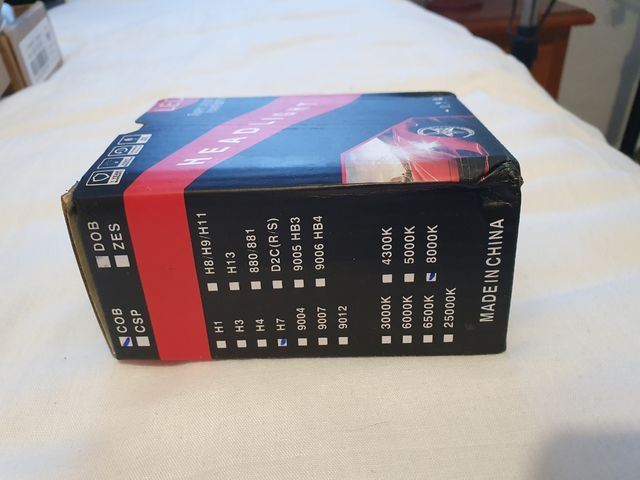 HEADLIGHT
COB
DOB
CSP
ZES
H1
H8/H9/H11
H3
H13
H4
880/881
H7
D2C(R/S)
9004
9005 HB3
9007
9006 HB4
9012
3000K
4300K
6000K
5000K
6500K
8000K
25000K
MADE IN CHINA